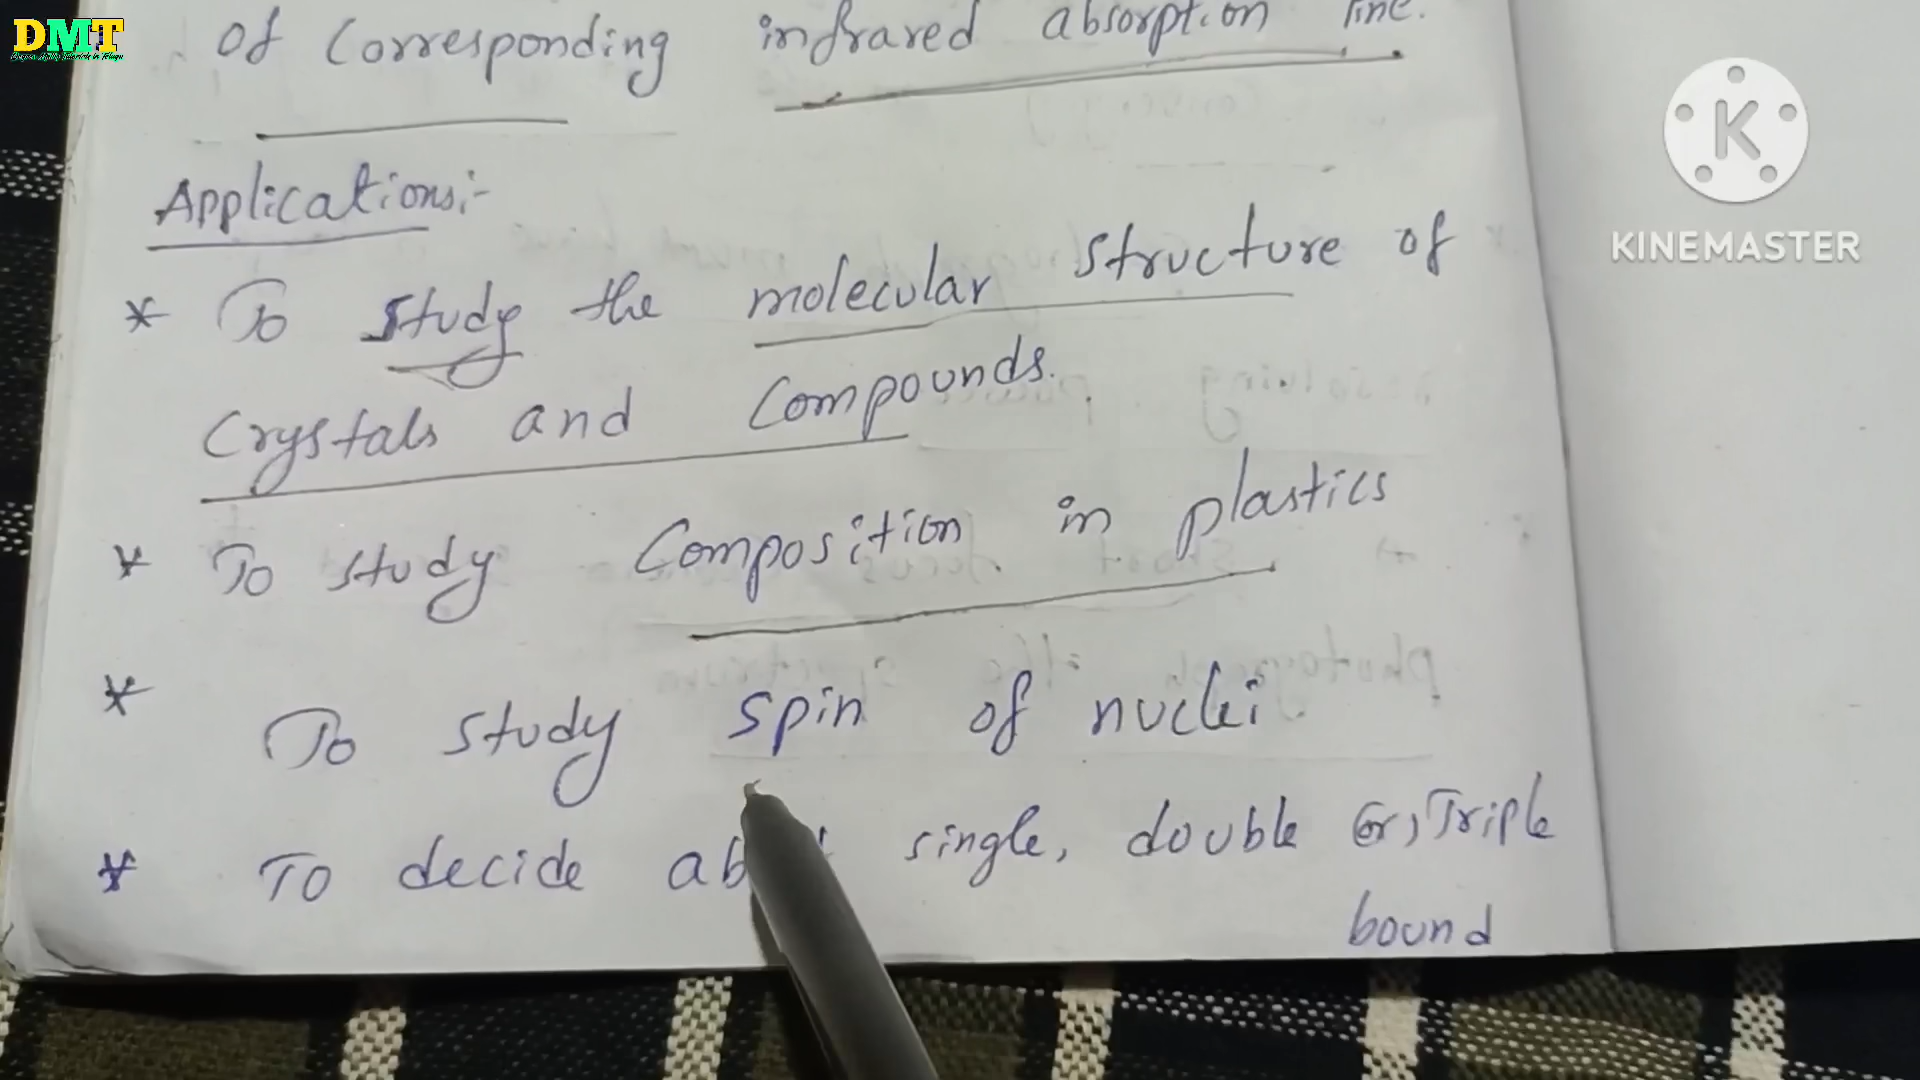 DMT
of corresponding infrared absorption line.
KINEMASTER
Applications:-
* To study the molecular structure of
crystals and compounds.
* To study composition in plastics
* To study spin of nuclei.
* To decide single, double (or) Triple
bound